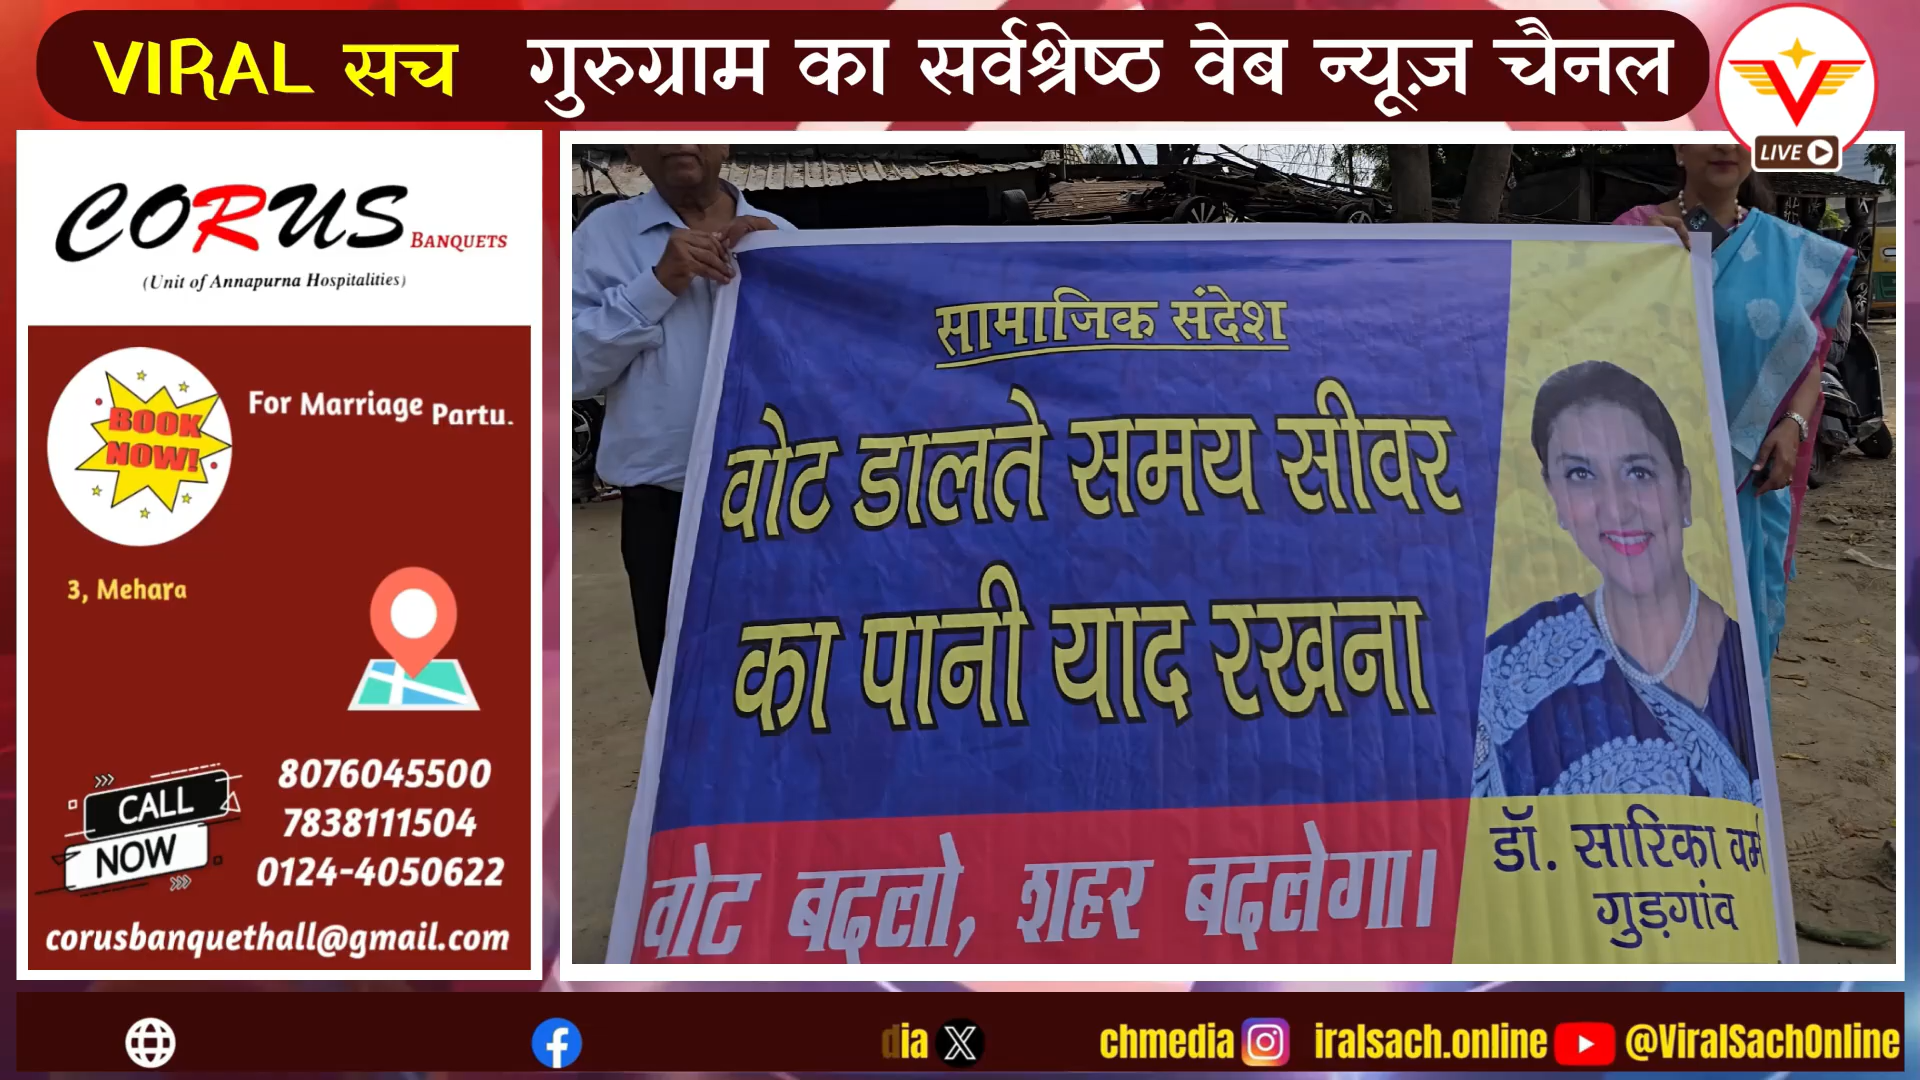 VIRAL सच गुरुग्राम का सर्वश्रेष्ठ वेब न्यूज़ चैनल
LIVE
CORUS BANQUETS
(Unit of Annapurna Hospitalities)
BOOK NOW!
For Marriage Partu.
3, Mehara
CALL NOW
8076045500
7838111504
0124-4050622
corusbanquethall@gmail.com
सामाजिक संदेश
वोट डालते समय सीवर
का पानी याद रखना
वोट बदलो, शहर बदलेगा।
डॉ. सारिका वर्म
गुड़गांव
dia
chmedia
iralsach.online
@ViralSachOnline